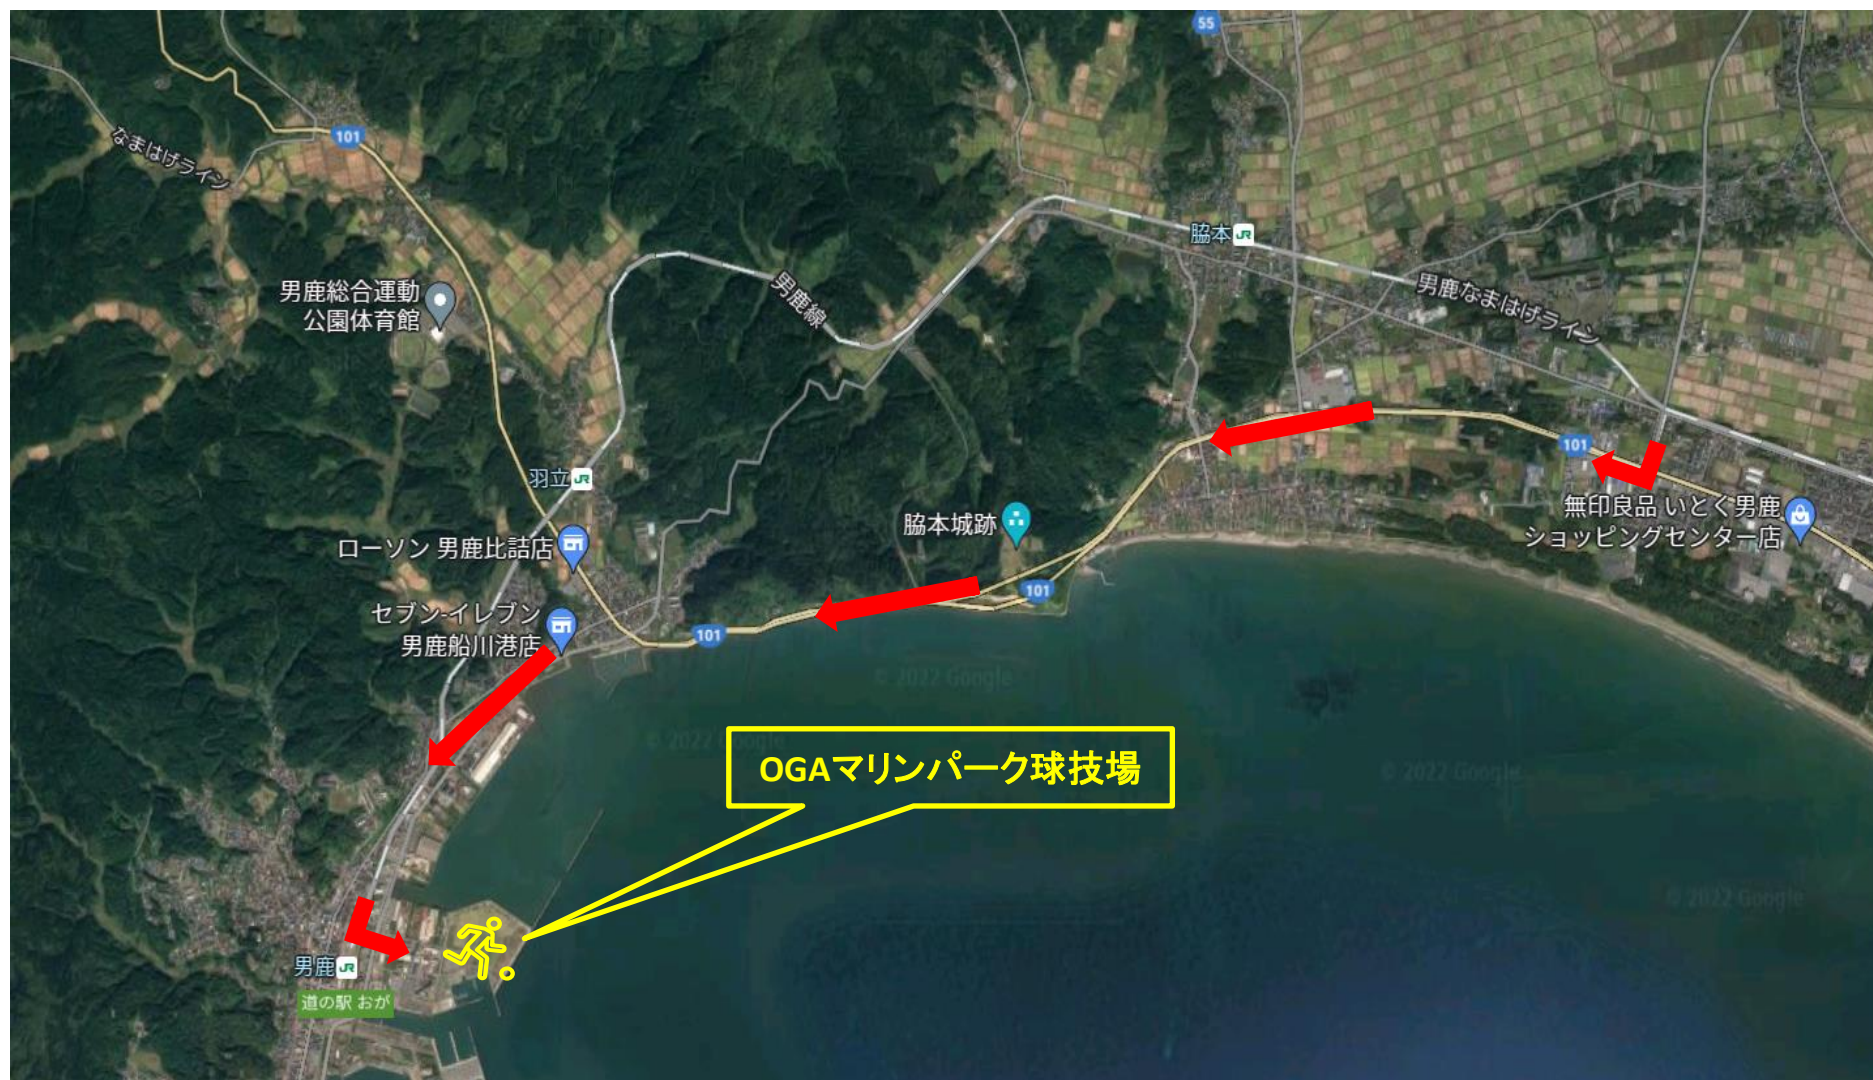 55
101
なまはげライン
脇本
男鹿総合運動
公園体育館
男鹿線
男鹿なまはげライン
101
羽立
無印良品 いとく男鹿
ショッピングセンター店
脇本城跡
ローソン 男鹿比詰店
101
セブン-イレブン
男鹿船川港店
101
© 2022 Google
© 2022 Google
OGAマリンパーク球技場
© 2022 Google
© 2022 Google
男鹿
道の駅 おが